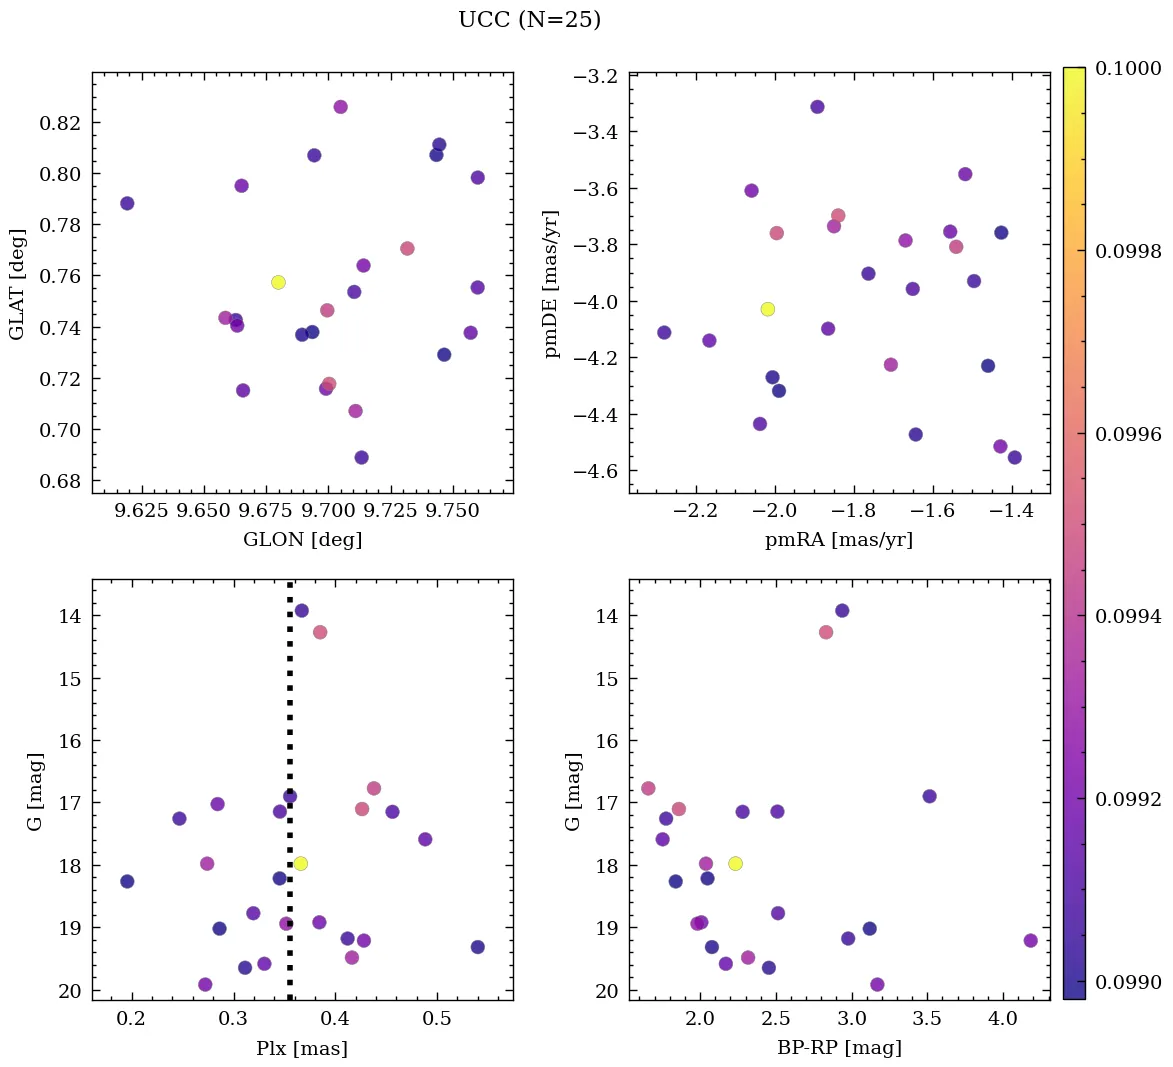 UCC (N=25)
0.82
0.80
0.78
0.76
0.74
0.72
0.70
0.68
GLAT [deg]
9.625 9.650 9.675 9.700 9.725 9.750
GLON [deg]
−3.2
−3.4
−3.6
−3.8
−4.0
−4.2
−4.4
−4.6
pmDE [mas/yr]
−2.2 −2.0 −1.8 −1.6 −1.4
pmRA [mas/yr]
14
15
16
17
18
19
20
G [mag]
0.2 0.3 0.4 0.5
Plx [mas]
14
15
16
17
18
19
20
G [mag]
2.0 2.5 3.0 3.5 4.0
BP-RP [mag]
0.1000
0.0998
0.0996
0.0994
0.0992
0.0990